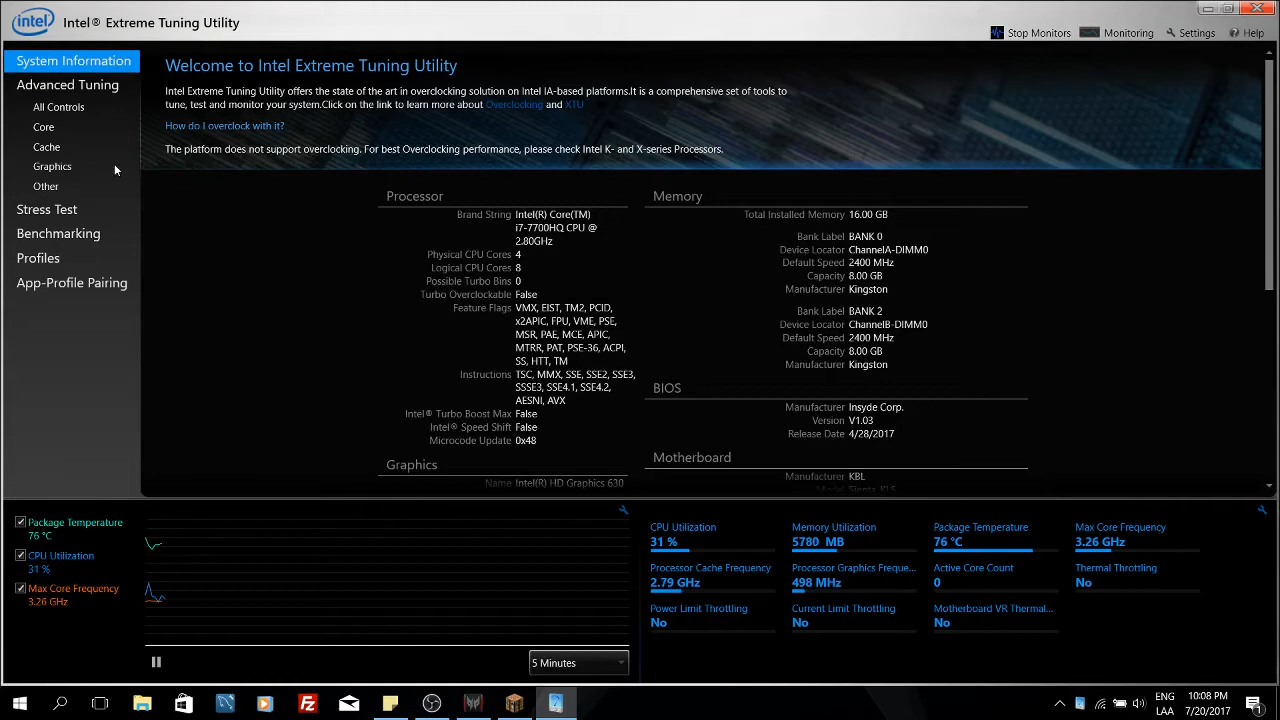 intel
Intel® Extreme Tuning Utility
Stop Monitors
Monitoring
Settings
Help
System Information
Advanced Tuning
All Controls
Core
Cache
Graphics
Other
Stress Test
Benchmarking
Profiles
App-Profile Pairing
Welcome to Intel Extreme Tuning Utility
Intel Extreme Tuning Utility offers the state of the art in overclocking solution on Intel IA-based platforms.It is a comprehensive set of tools to
tune, test and monitor your system.Click on the link to learn more about Overclocking and XTU
How do I overclock with it?
The platform does not support overclocking. For best Overclocking performance, please check Intel K- and X-series Processors.
Processor
Brand String Intel(R) Core(TM)
i7-7700HQ CPU @
2.80GHz
Physical CPU Cores 4
Logical CPU Cores 8
Possible Turbo Bins 0
Turbo Overclockable False
Feature Flags VMX, EIST, TM2, PCID,
x2APIC, FPU, VME, PSE,
MSR, PAE, MCE, APIC,
MTRR, PAT, PSE-36, ACPI,
SS, HTT, TM
Instructions TSC, MMX, SSE, SSE2, SSE3,
SSSE3, SSE4.1, SSE4.2,
AESNI, AVX
Intel® Turbo Boost Max False
Intel® Speed Shift False
Microcode Update 0x48
Graphics
Name Intel(R) HD Graphics 630
Memory
Total Installed Memory 16.00 GB
Bank Label BANK 0
Device Locator ChannelA-DIMM0
Default Speed 2400 MHz
Capacity 8.00 GB
Manufacturer Kingston
Bank Label BANK 2
Device Locator ChannelB-DIMM0
Default Speed 2400 MHz
Capacity 8.00 GB
Manufacturer Kingston
BIOS
Manufacturer Insyde Corp.
Version V1.03
Release Date 4/28/2017
Motherboard
Manufacturer KBL
Model Sienta_KLS
Package Temperature
76 °C
CPU Utilization
31 %
Max Core Frequency
3.26 GHz
5 Minutes
CPU Utilization
31 %
Memory Utilization
5780 MB
Package Temperature
76 °C
Max Core Frequency
3.26 GHz
Processor Cache Frequency
2.79 GHz
Processor Graphics Freque...
498 MHz
Active Core Count
0
Thermal Throttling
No
Power Limit Throttling
No
Current Limit Throttling
No
Motherboard VR Thermal...
No
ENG
LAA
10:08 PM
7/20/2017
1